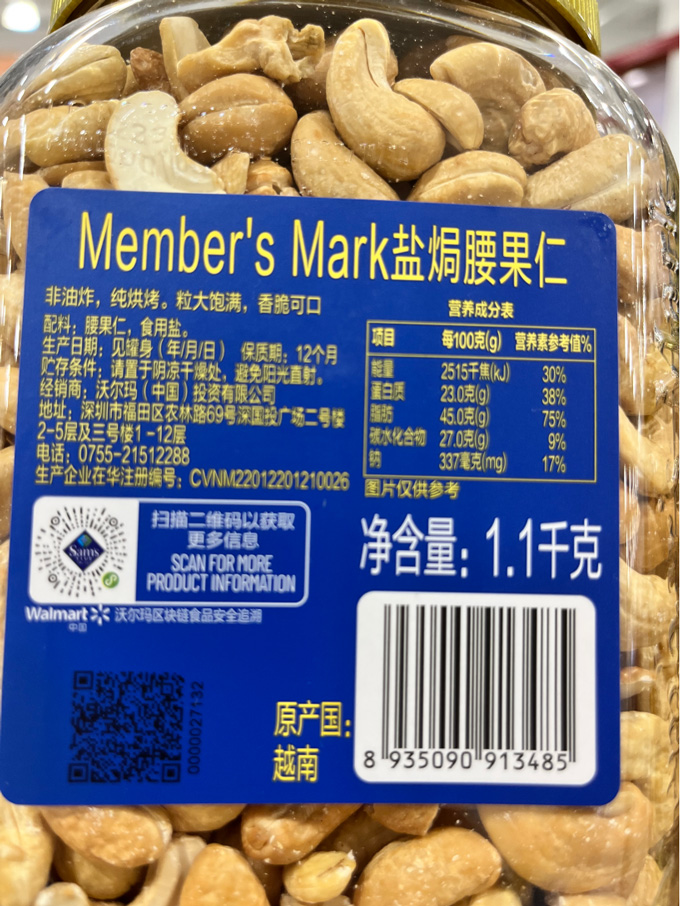 Member's Mark盐焗腰果仁
非油炸，纯烘烤。粒大饱满，香脆可口
配料：腰果仁，食用盐。
生产日期：见罐身（年/月/日） 保质期：12个月
贮存条件：请置于阴凉干燥处，避免阳光直射。
经销商：沃尔玛（中国）投资有限公司
地址：深圳市福田区农林路69号深国投广场二号楼
2-5层及三号楼1-12层
电话：0755-21512288
生产企业在华注册编号：CVNM22012201210026
营养成分表
项目 每100克(g) 营养素参考值%
能量 2515千焦(kJ) 30%
蛋白质 23.0克(g) 38%
脂肪 45.0克(g) 75%
碳水化合物 27.0克(g) 9%
钠 337毫克(mg) 17%
图片仅供参考
Sam's
扫描二维码以获取
更多信息
SCAN FOR MORE
PRODUCT INFORMATION
Walmart 沃尔玛区块链食品安全追溯
中国
净含量：1.1千克
0000027132
原产国：
越南
8 935090 913485